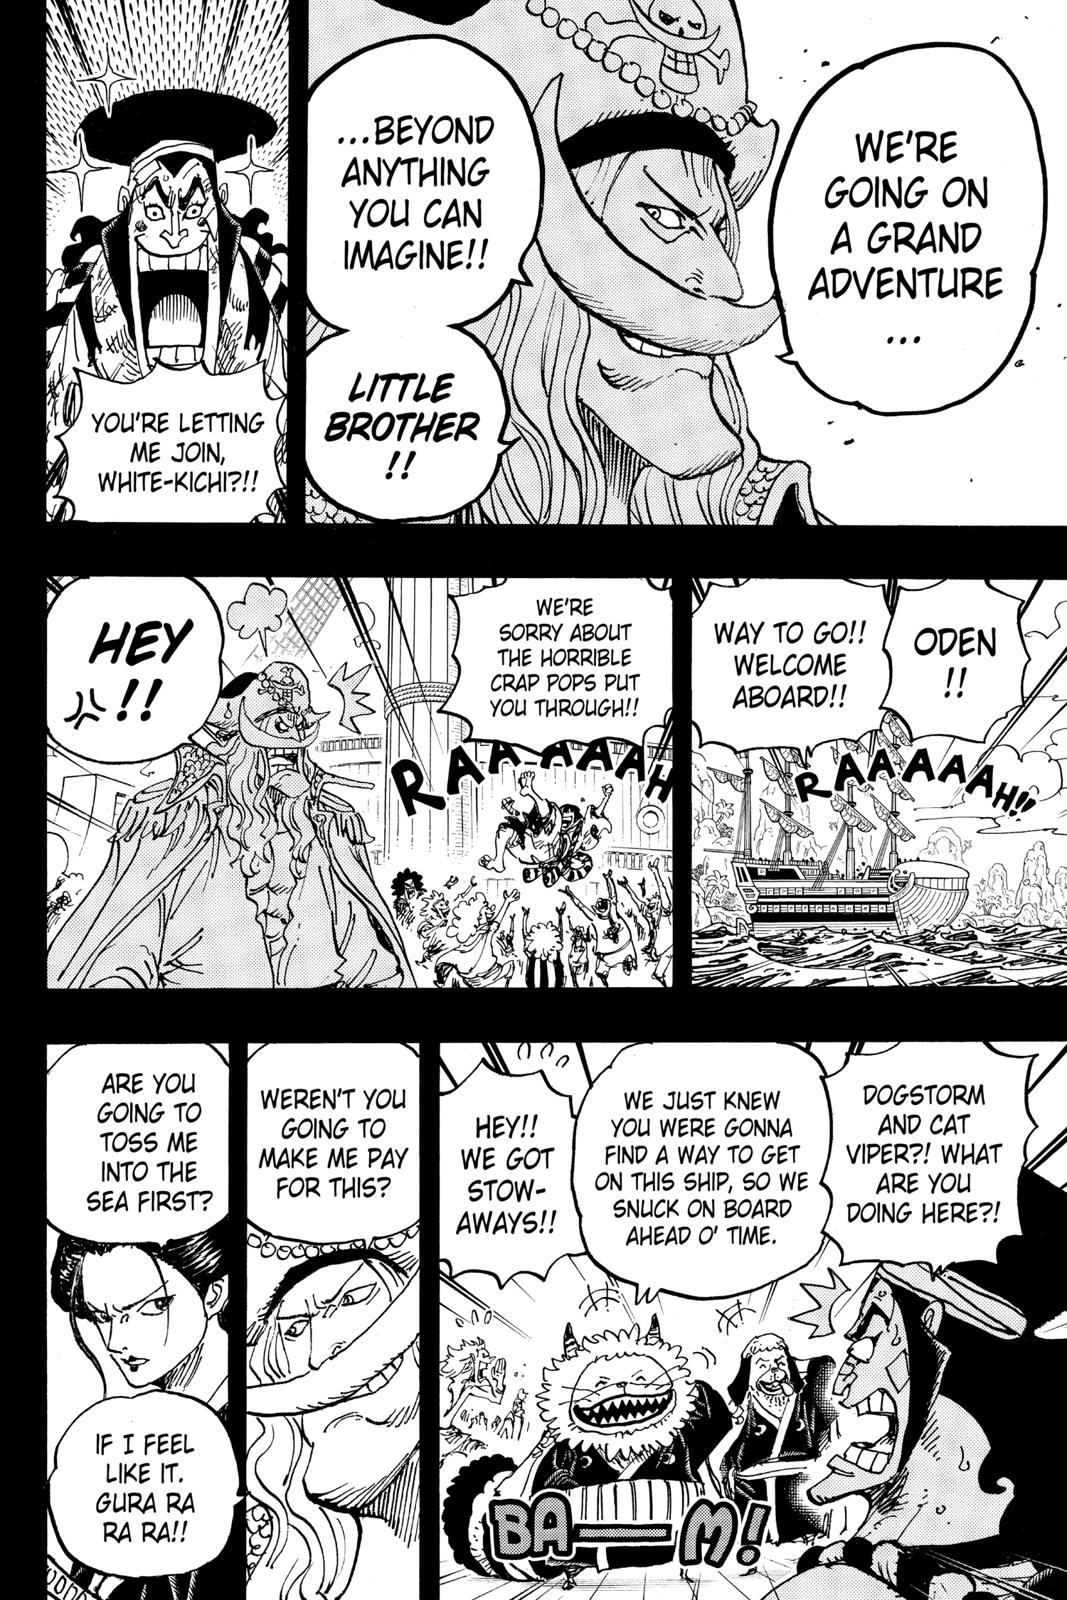 WE'RE
GOING ON
A GRAND
ADVENTURE
...
...BEYOND
ANYTHING
YOU CAN
IMAGINE!!
LITTLE
BROTHER
!!
YOU'RE LETTING
ME JOIN,
WHITE-KICHI?!!
ODEN
!!
WAY TO GO!!
WELCOME
ABOARD!!
RAAAAAAH!!
WE'RE
SORRY ABOUT
THE HORRIBLE
CRAP POPS PUT
YOU THROUGH!!
RAAAAAAH
HEY
!!
DOGSTORM
AND CAT
VIPER?! WHAT
ARE YOU
DOING HERE?!
WE JUST KNEW
YOU WERE GONNA
FIND A WAY TO GET
ON THIS SHIP, SO WE
SNUCK ON BOARD
AHEAD O' TIME.
HEY!!
WE GOT
STOW-
AWAYS!!
BA—M!
WEREN'T YOU
GOING TO
MAKE ME PAY
FOR THIS?
ARE YOU
GOING TO
TOSS ME
INTO THE
SEA FIRST?
IF I FEEL
LIKE IT.
GURA RA
RA RA!!